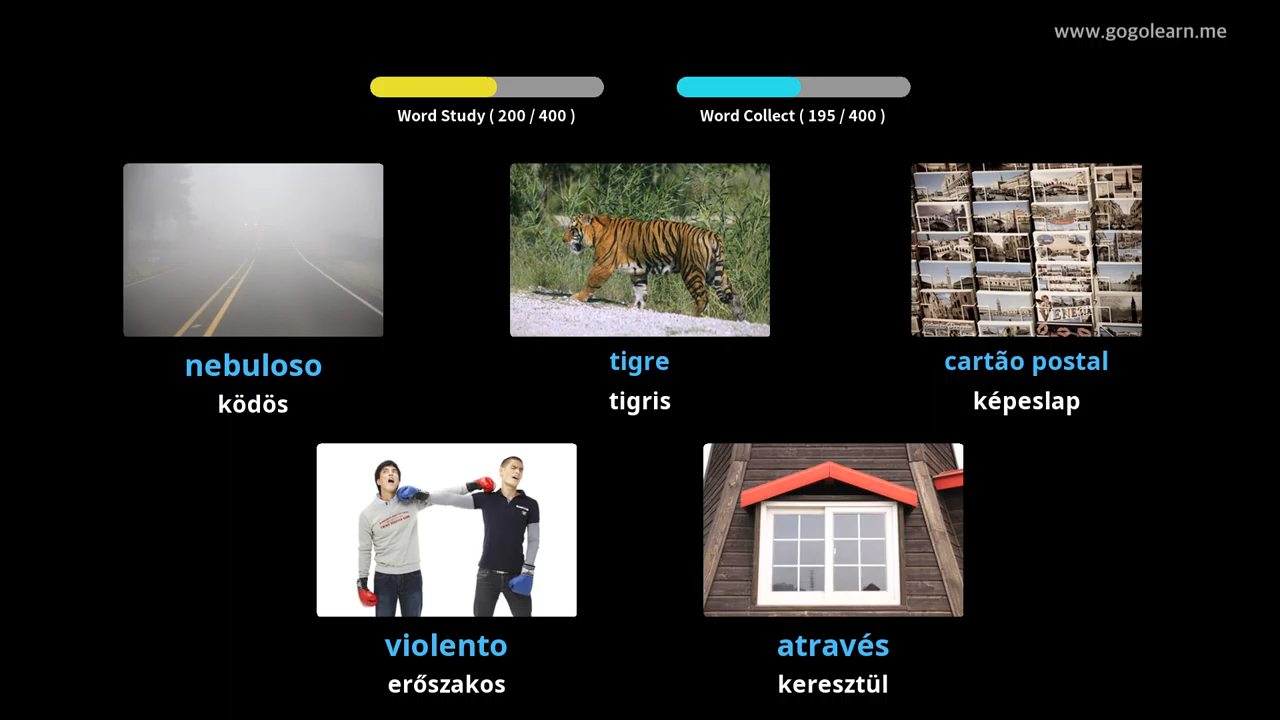 www.gogolearn.me
Word Study ( 200 / 400 )
Word Collect ( 195 / 400 )
nebuloso
ködös
tigre
tigris
cartão postal
képeslap
VENEZIA
violento
erőszakos
através
keresztül